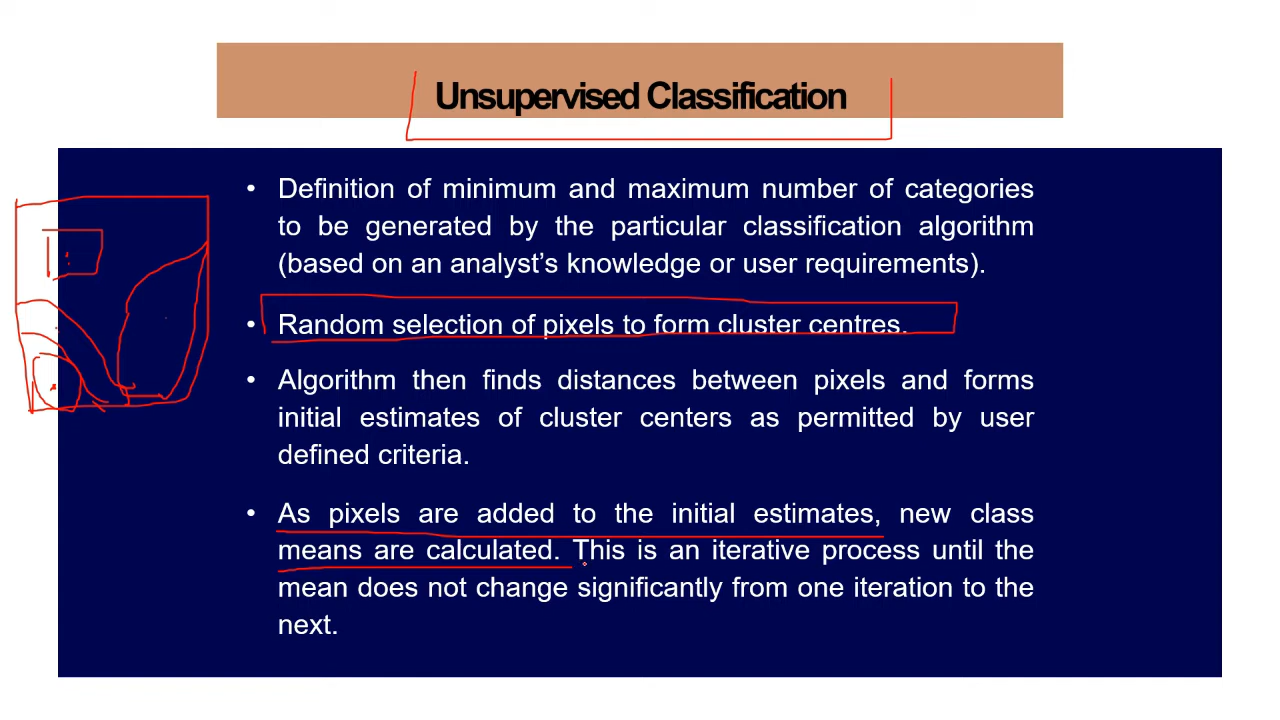 Unsupervised Classification
• Definition of minimum and maximum number of categories
to be generated by the particular classification algorithm
(based on an analyst's knowledge or user requirements).
• Random selection of pixels to form cluster centres.
• Algorithm then finds distances between pixels and forms
initial estimates of cluster centers as permitted by user
defined criteria.
• As pixels are added to the initial estimates, new class
means are calculated. This is an iterative process until the
mean does not change significantly from one iteration to the
next.